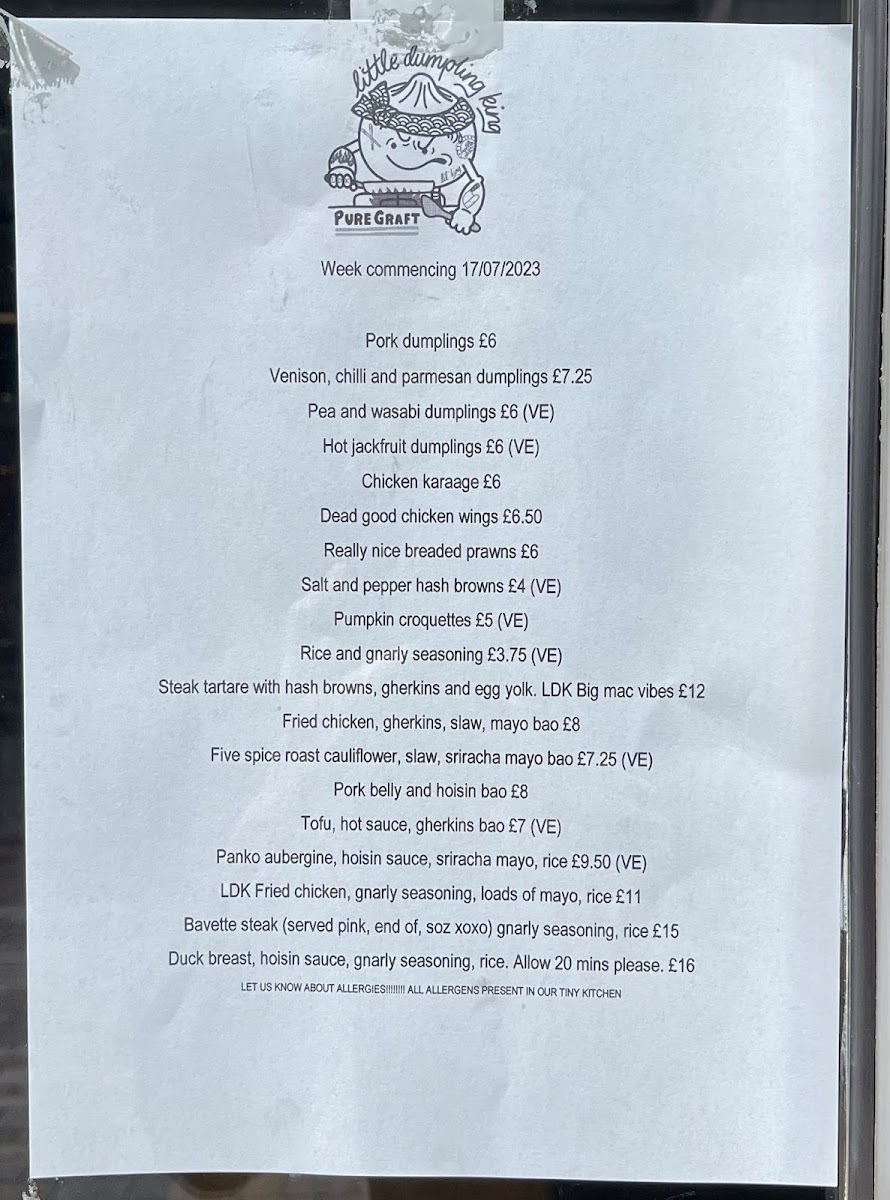 little dumpling king
PURE GRAFT
Week commencing 17/07/2023
Pork dumplings £6
Venison, chilli and parmesan dumplings £7.25
Pea and wasabi dumplings £6 (VE)
Hot jackfruit dumplings £6 (VE)
Chicken karaage £6
Dead good chicken wings £6.50
Really nice breaded prawns £6
Salt and pepper hash browns £4 (VE)
Pumpkin croquettes £5 (VE)
Rice and gnarly seasoning £3.75 (VE)
Steak tartare with hash browns, gherkins and egg yolk. LDK Big mac vibes £12
Fried chicken, gherkins, slaw, mayo bao £8
Five spice roast cauliflower, slaw, sriracha mayo bao £7.25 (VE)
Pork belly and hoisin bao £8
Tofu, hot sauce, gherkins bao £7 (VE)
Panko aubergine, hoisin sauce, sriracha mayo, rice £9.50 (VE)
LDK Fried chicken, gnarly seasoning, loads of mayo, rice £11
Bavette steak (served pink, end of, soz xoxo) gnarly seasoning, rice £15
Duck breast, hoisin sauce, gnarly seasoning, rice. Allow 20 mins please. £16
LET US KNOW ABOUT ALLERGIES!!!!!!!! ALL ALLERGENS PRESENT IN OUR TINY KITCHEN